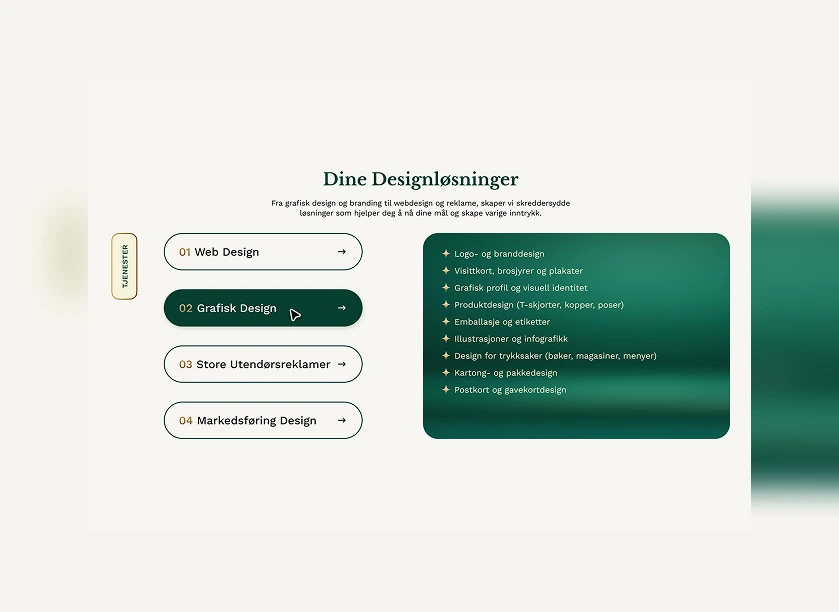 Dine Designløsninger
Fra grafisk design og branding til webdesign og reklame, skaper vi skreddersydde
løsninger som hjelper deg å nå dine mål og skape varige inntrykk.
TJENESTER
01 Web Design →
02 Grafisk Design →
03 Store Utendørsreklamer →
04 Markedsføring Design →
Logo- og branddesign
Visittkort, brosjyrer og plakater
Grafisk profil og visuell identitet
Produktdesign (T-skjorter, kopper, poser)
Emballasje og etiketter
Illustrasjoner og infografikk
Design for trykksaker (bøker, magasiner, menyer)
Kartong- og pakkedesign
Postkort og gavekortdesign